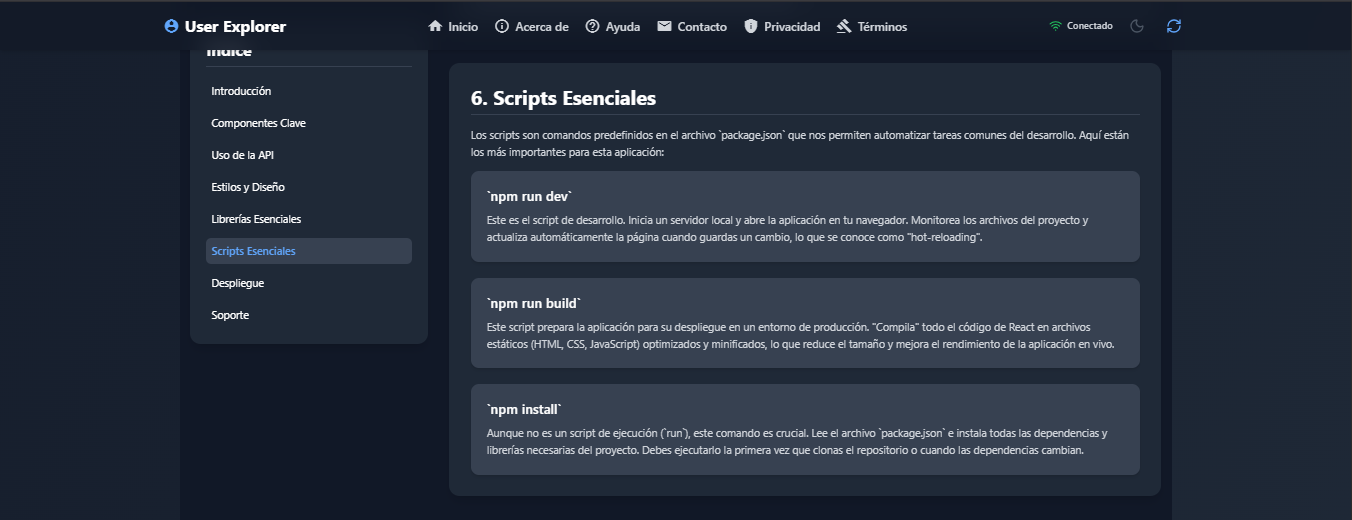 User Explorer
Inicio
Acerca de
Ayuda
Contacto
Privacidad
Términos
Conectado
Índice
Introducción
Componentes Clave
Uso de la API
Estilos y Diseño
Librerías Esenciales
Scripts Esenciales
Despliegue
Soporte
6. Scripts Esenciales
Los scripts son comandos predefinidos en el archivo `package.json` que nos permiten automatizar tareas comunes del desarrollo. Aquí están
los más importantes para esta aplicación:
`npm run dev`
Este es el script de desarrollo. Inicia un servidor local y abre la aplicación en tu navegador. Monitorea los archivos del proyecto y
actualiza automáticamente la página cuando guardas un cambio, lo que se conoce como "hot-reloading".
`npm run build`
Este script prepara la aplicación para su despliegue en un entorno de producción. "Compila" todo el código de React en archivos
estáticos (HTML, CSS, JavaScript) optimizados y minificados, lo que reduce el tamaño y mejora el rendimiento de la aplicación en vivo.
`npm install`
Aunque no es un script de ejecución (`run`), este comando es crucial. Lee el archivo `package.json` e instala todas las dependencias y
librerías necesarias del proyecto. Debes ejecutarlo la primera vez que clonas el repositorio o cuando las dependencias cambian.